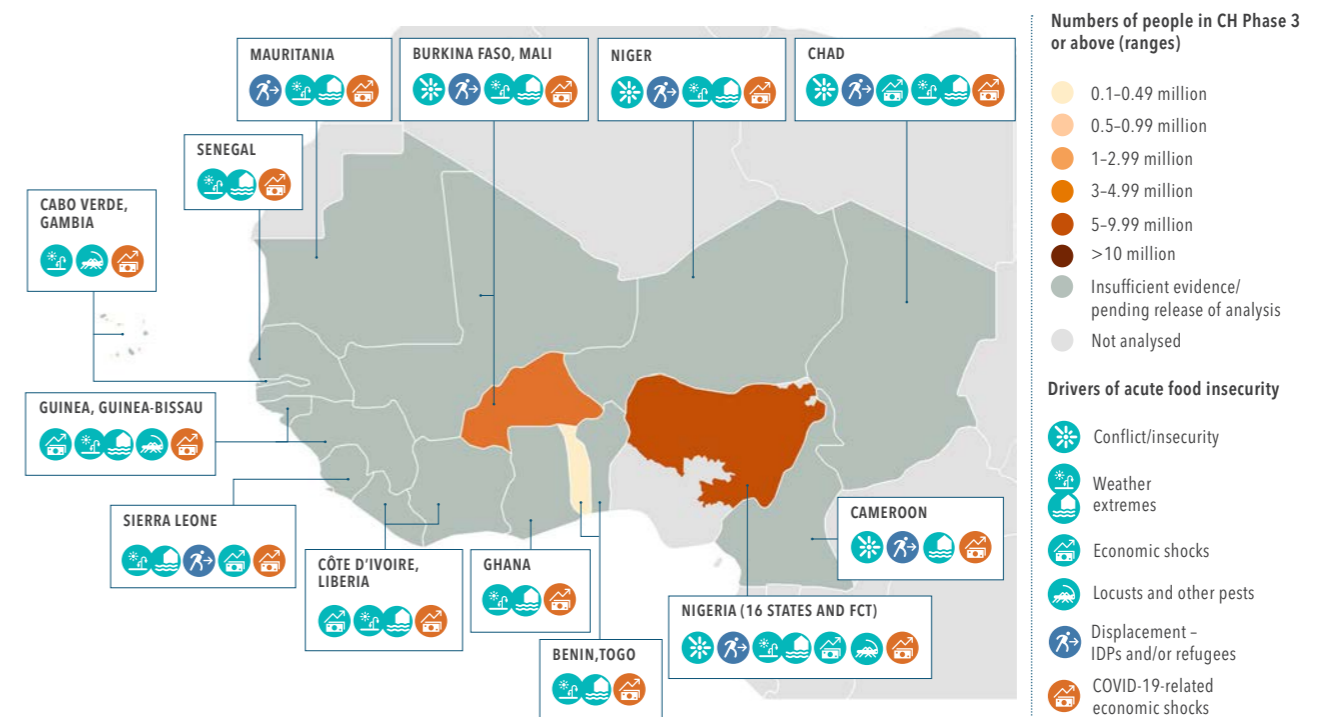 MAURITANIA
BURKINA FASO, MALI
NIGER
CHAD
SENEGAL
CABO VERDE,
GAMBIA
GUINEA, GUINEA-BISSAU
SIERRA LEONE
CÔTE D’IVOIRE,
LIBERIA
GHANA
BENIN,TOGO
NIGERIA (16 STATES AND FCT)
CAMEROON
Numbers of people in CH Phase 3
or above (ranges)
0.1–0.49 million
0.5–0.99 million
1–2.99 million
3–4.99 million
5–9.99 million
>10 million
Insufficient evidence/
pending release of analysis
Not analysed
Drivers of acute food insecurity
Conflict/insecurity
Weather
extremes
Economic shocks
Locusts and other pests
Displacement –
IDPs and/or refugees
COVID-19-related
economic shocks